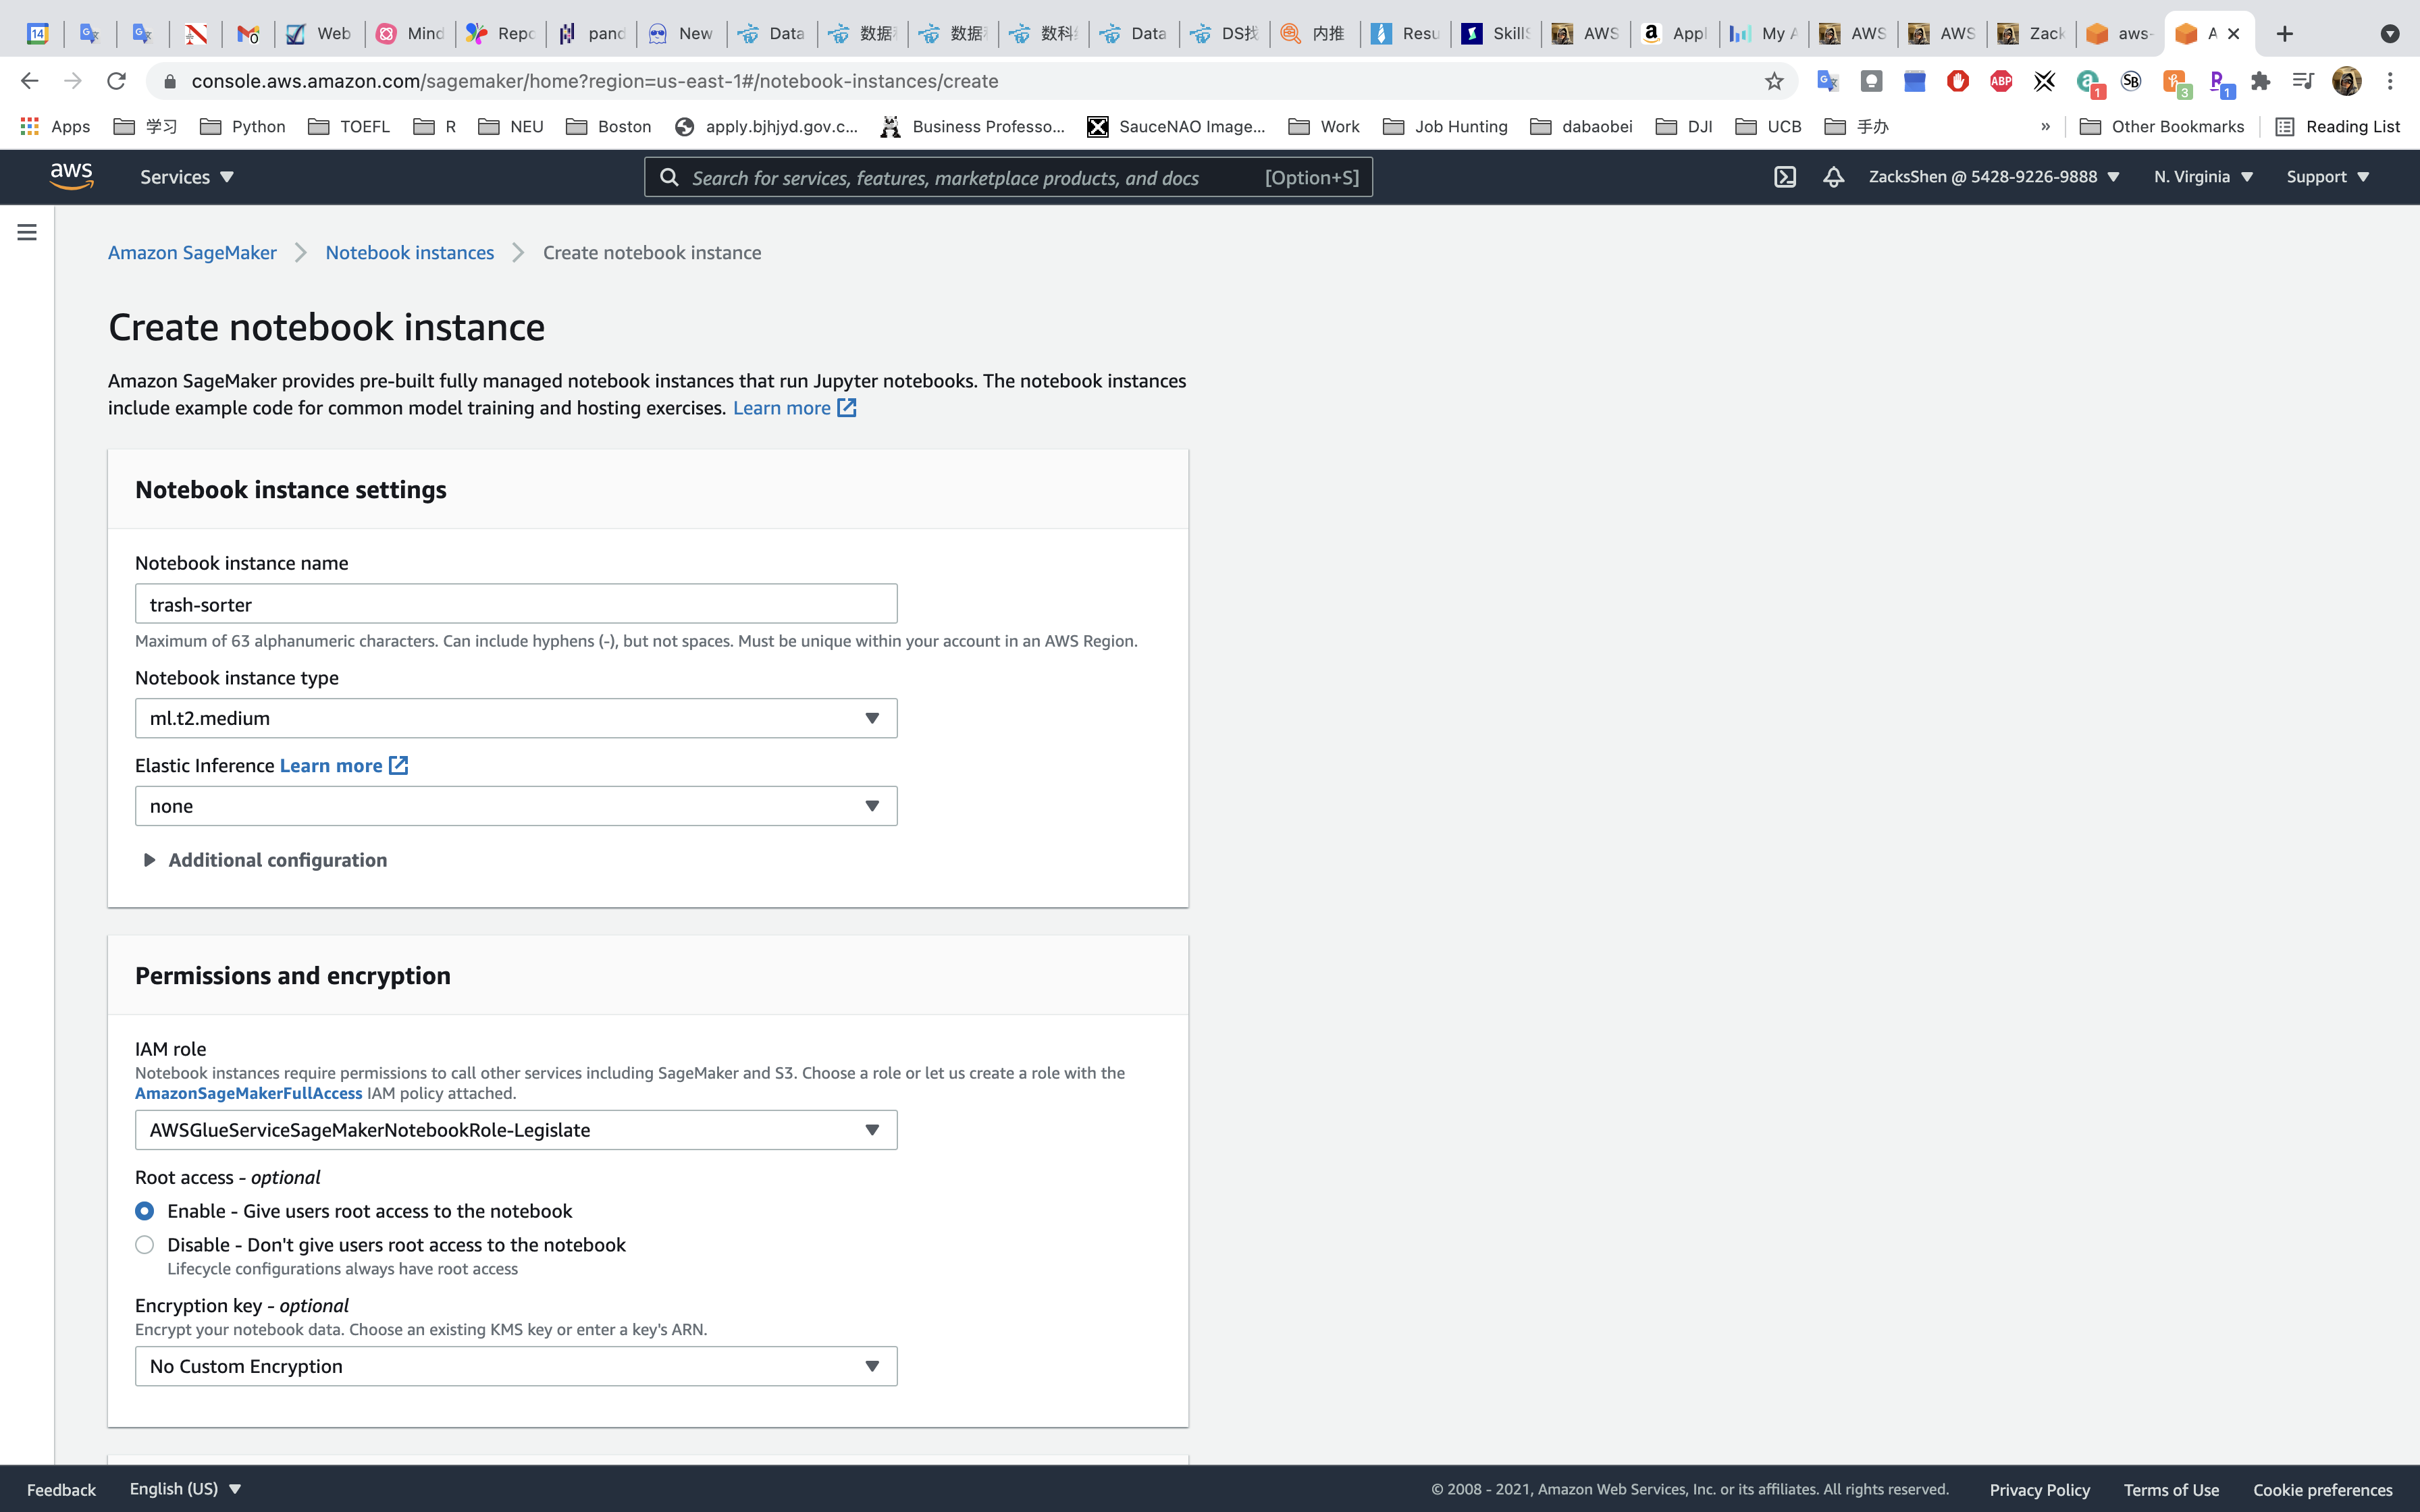 14
Web
Mind
Repo
pand
New
Data
数据
数据
数科
Data
DS找
内推
Resu
Skills
AWS
Appl
My A
AWS
AWS
Zack
aws-
A
console.aws.amazon.com/sagemaker/home?region=us-east-1#/notebook-instances/create
ABP
1
SB
3
1
Apps
学习
Python
TOEFL
R
NEU
Boston
apply.bjhjyd.gov.c...
Business Professo...
SauceNAO Image...
Work
Job Hunting
dabaobei
DJI
UCB
手办
»
Other Bookmarks
Reading List
aws
Services
Search for services, features, marketplace products, and docs
[Option+S]
ZacksShen @ 5428-9226-9888
N. Virginia
Support
Amazon SageMaker
Notebook instances
Create notebook instance
Create notebook instance
Amazon SageMaker provides pre-built fully managed notebook instances that run Jupyter notebooks. The notebook instances
include example code for common model training and hosting exercises. Learn more
Notebook instance settings
Notebook instance name
trash-sorter
Maximum of 63 alphanumeric characters. Can include hyphens (-), but not spaces. Must be unique within your account in an AWS Region.
Notebook instance type
ml.t2.medium
Elastic Inference Learn more
none
Additional configuration
Permissions and encryption
IAM role
Notebook instances require permissions to call other services including SageMaker and S3. Choose a role or let us create a role with the
AmazonSageMakerFullAccess IAM policy attached.
AWSGlueServiceSageMakerNotebookRole-Legislate
Root access - optional
Enable - Give users root access to the notebook
Disable - Don't give users root access to the notebook
Lifecycle configurations always have root access
Encryption key - optional
Encrypt your notebook data. Choose an existing KMS key or enter a key's ARN.
No Custom Encryption
Feedback
English (US)
© 2008 - 2021, Amazon Web Services, Inc. or its affiliates. All rights reserved.
Privacy Policy
Terms of Use
Cookie preferences